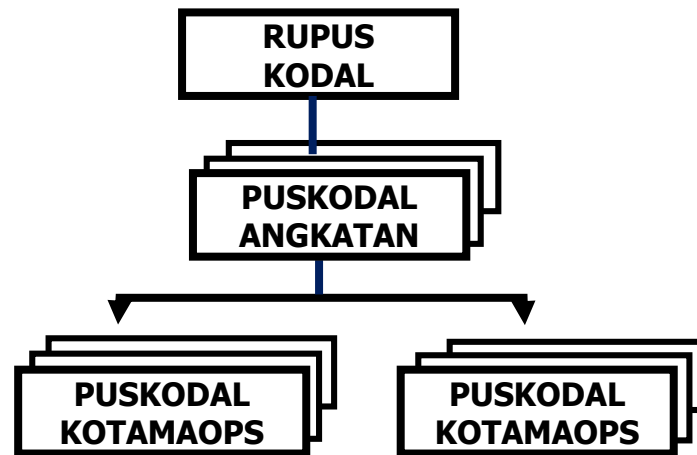 RUPUS
KODAL
PUSKODAL
ANGKATAN
PUSKODAL
KOTAMAOPS
PUSKODAL
KOTAMAOPS